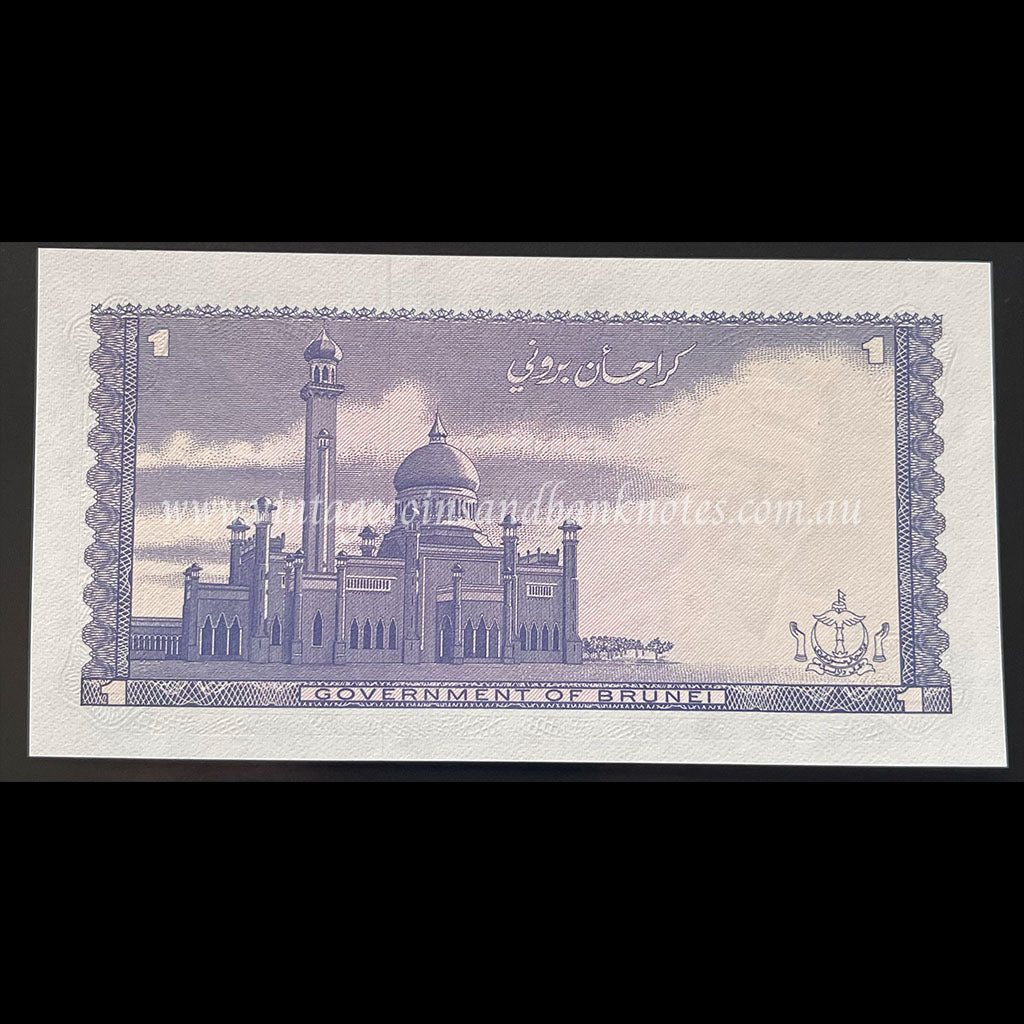 1
كراجأن بروني
1
www.vintagecoinsandbanknotes.com.au
1
GOVERNMENT OF BRUNEI
1